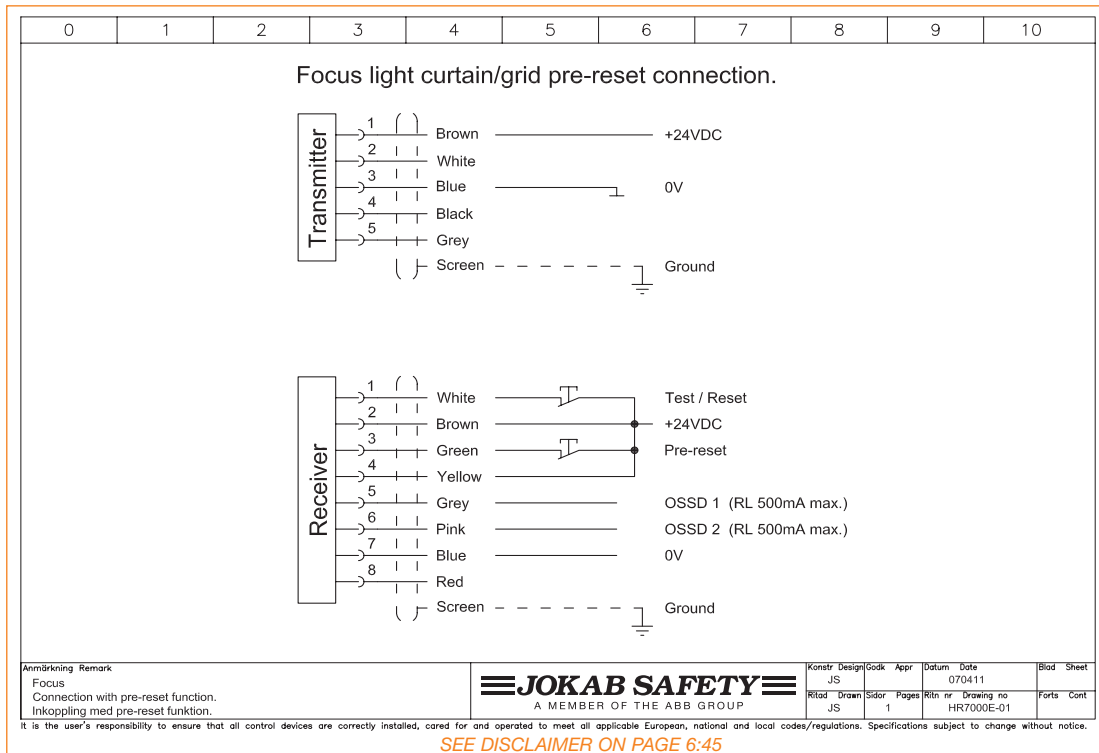 0 1 2 3 4 5 6 7 8 9 10
Focus light curtain/grid pre-reset connection.
Transmitter
1 Brown +24VDC
2 White
3 Blue 0V
4 Black
5 Grey
Screen Ground
Receiver
1 White Test / Reset
2 Brown +24VDC
3 Green Pre-reset
4 Yellow
5 Grey OSSD 1 (RL 500mA max.)
6 Pink OSSD 2 (RL 500mA max.)
7 Blue 0V
8 Red
Screen Ground
Anmärkning Remark
Focus
Connection with pre-reset function.
Inkoppling med pre-reset funktion.
JOKAB SAFETY
A MEMBER OF THE ABB GROUP
Konstr Design Godk Appr Datum Date Blad Sheet
JS 070411
Ritad Drawn Sidor Pages Ritn nr Drawing no Forts Cont
JS 1 HR7000E-01
It is the user's responsibility to ensure that all control devices are correctly installed, cared for and operated to meet all applicable European, national and local codes/regulations. Specifications subject to change without notice.
SEE DISCLAIMER ON PAGE 6:45